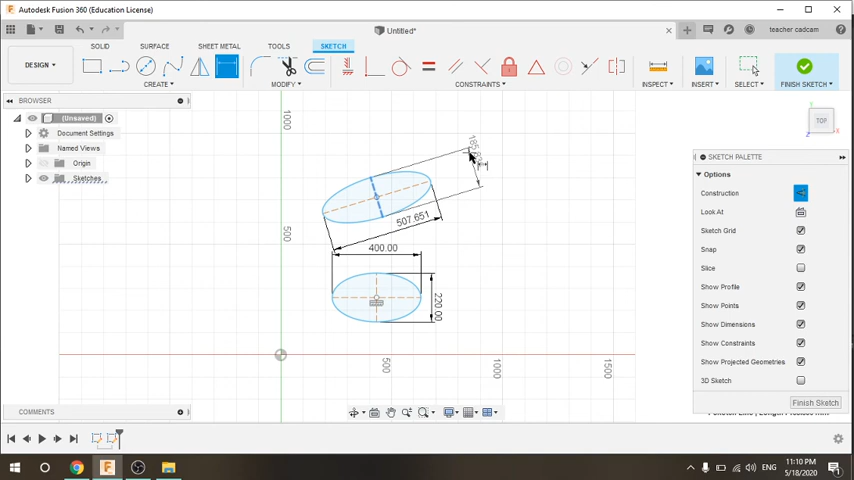 Autodesk Fusion 360 (Education License)
Untitled*
teacher cadcam
SOLID SURFACE SHEET METAL TOOLS SKETCH
DESIGN
CREATE MODIFY CONSTRAINTS INSPECT INSERT SELECT FINISH SKETCH
BROWSER
(Unsaved)
Document Settings
Named Views
Origin
Sketches
1000
500
507.651
400.00
220.00
500
1000
1500
TOP
SKETCH PALETTE
Options
Construction
Look At
Sketch Grid
Snap
Slice
Show Profile
Show Points
Show Dimensions
Show Constraints
Show Projected Geometries
3D Sketch
Finish Sketch
COMMENTS
ENG
11:10 PM
5/18/2020